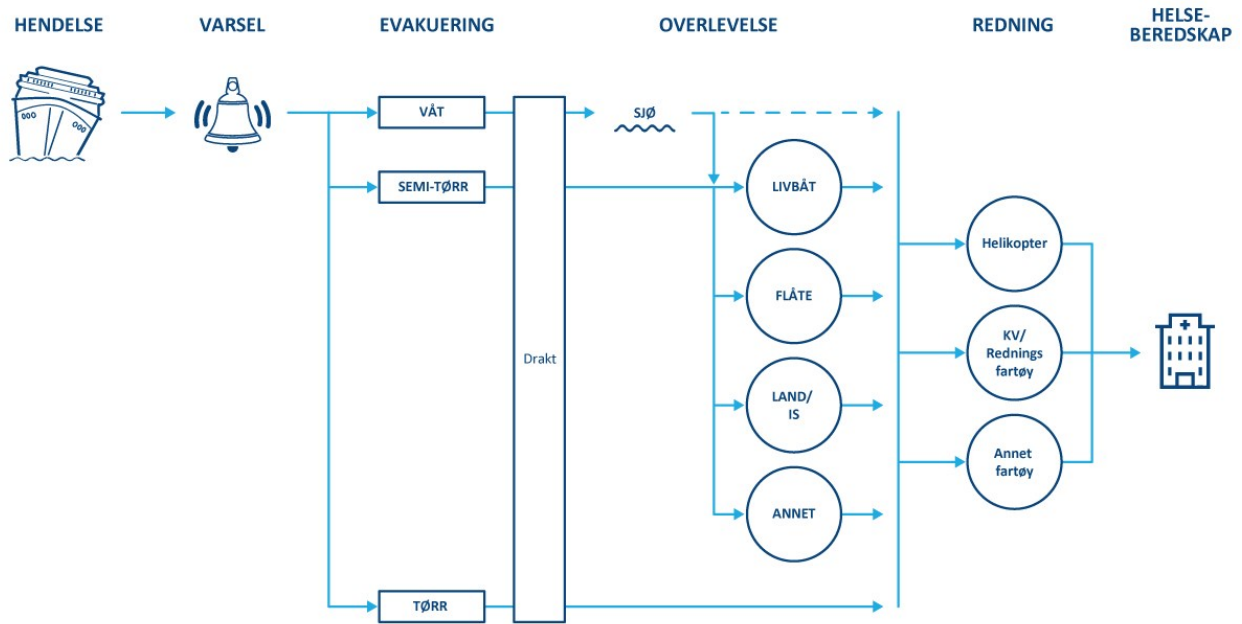 HENDELSE
VARSEL
EVAKUERING
OVERLEVELSE
REDNING
HELSE-
BEREDSKAP
VÅT
SJØ
SEMI-TØRR
LIVBÅT
Helikopter
FLÅTE
Drakt
KV/
Rednings
fartøy
LAND/
IS
Annet
fartøy
ANNET
TØRR